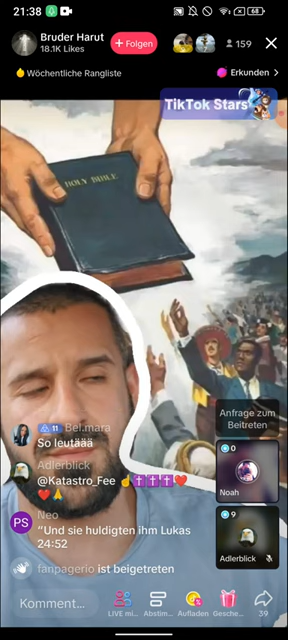 21:38
68
Bruder Harut
18.1K Likes
+ Folgen
159
Wöchentliche Rangliste
Erkunden >
TikTok Stars
HOLY BIBLE
Anfrage zum
Beitreten
0
Noah
9
Adlerblick
11 Bel.mara
So leutäää
Adlerblick
@Katastro_Fee ☝️✝️✝️✝️❤️
❤️🙏
PS
Neo
"Und sie huldigten ihm Lukas
24:52
fanpagerio ist beigetreten
Komment...
LIVE mi...
Abstim...
Aufladen
Gesche...
39